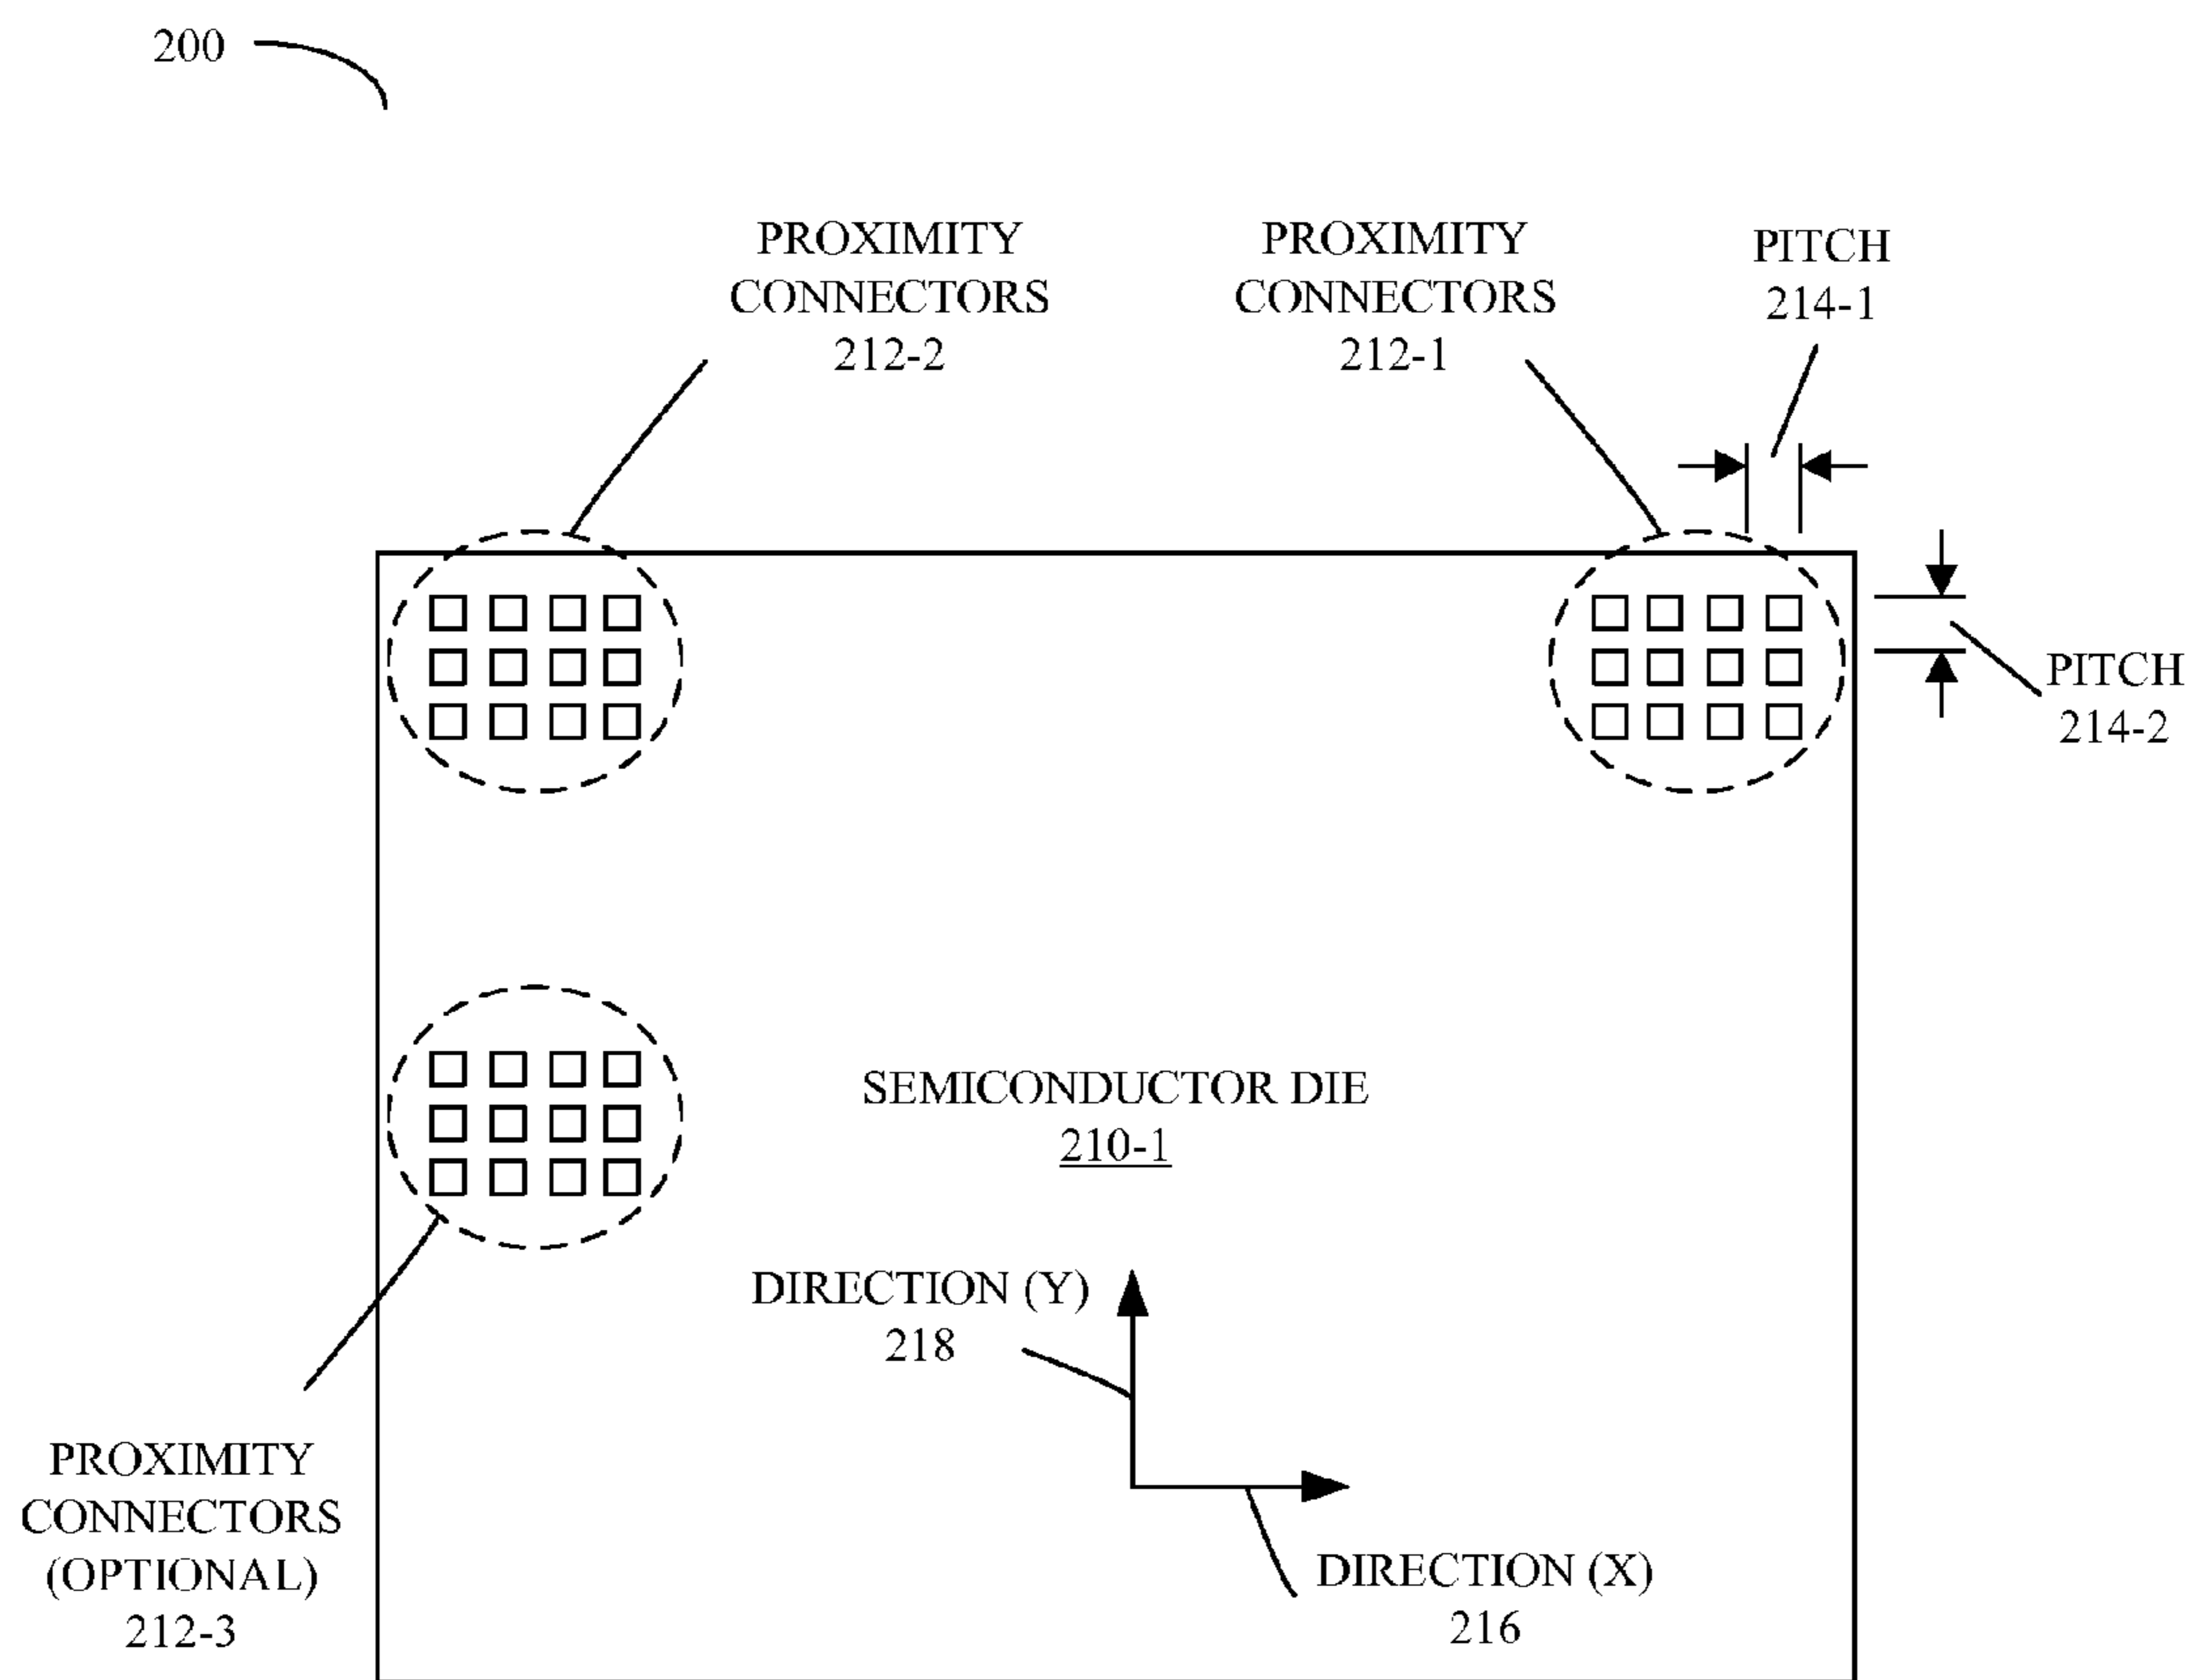 200
PROXIMITY
CONNECTORS
212-2
PROXIMITY
CONNECTORS
212-1
PITCH
214-1
PITCH
214-2
SEMICONDUCTOR DIE
210-1
DIRECTION (Y)
218
PROXIMITY
CONNECTORS
(OPTIONAL)
212-3
DIRECTION (X)
216